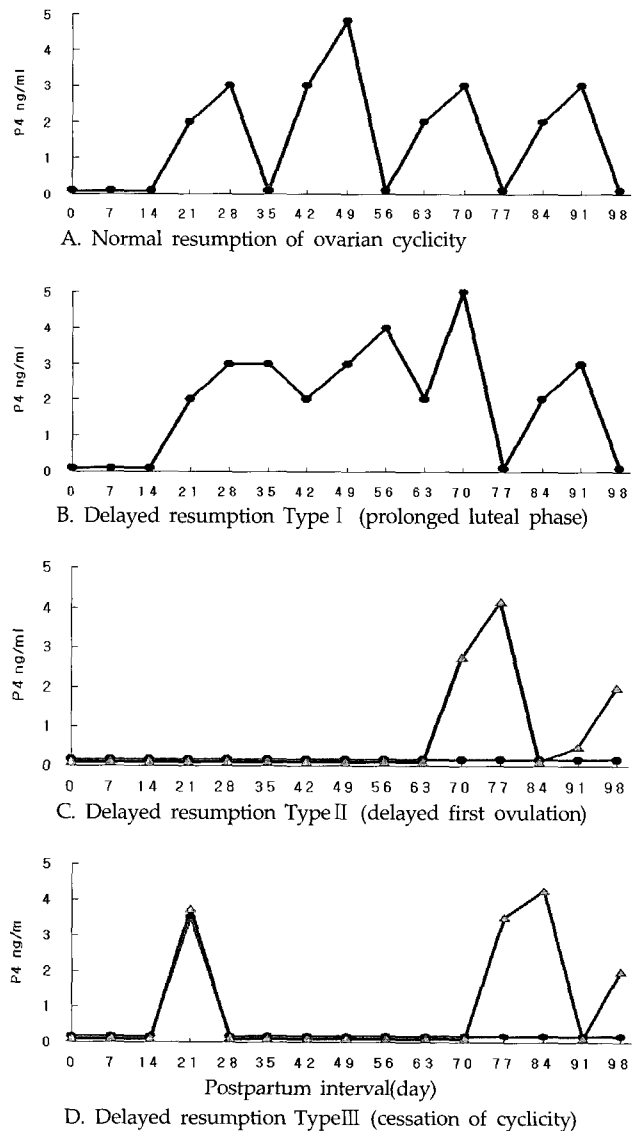 5
4
3
2
1
0
P4 ng/ml
0 7 14 21 28 35 42 49 56 63 70 77 84 91 98
A. Normal resumption of ovarian cyclicity
5
4
3
2
1
0
P4 ng/ml
0 7 14 21 28 35 42 49 56 63 70 77 84 91 98
B. Delayed resumption Type Ⅰ (prolonged luteal phase)
5
4
3
2
1
0
P4 ng/ml
0 7 14 21 28 35 42 49 56 63 70 77 84 91 98
C. Delayed resumption Type Ⅱ (delayed first ovulation)
5
4
3
2
1
0
P4 ng/m
0 7 14 21 28 35 42 49 56 63 70 77 84 91 98
Postpartum interval(day)
D. Delayed resumption Type Ⅲ (cessation of cyclicity)